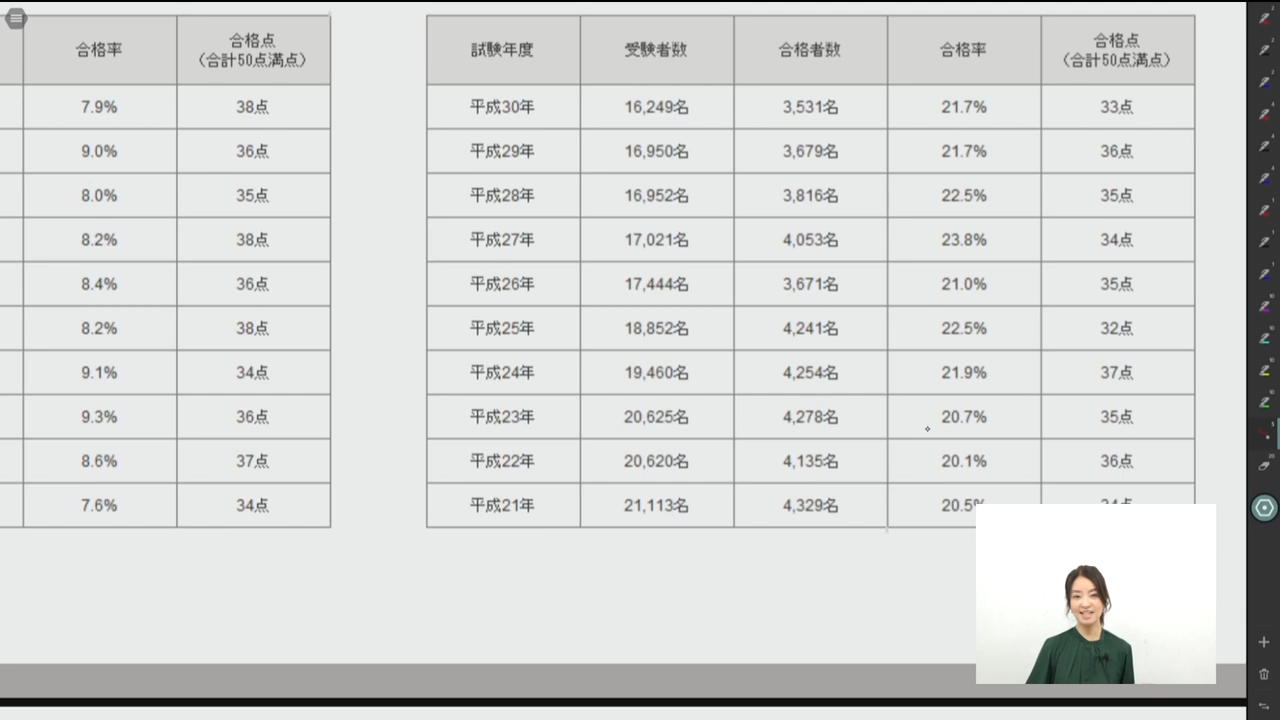 合格率 合格点
（合計50点満点）
7.9% 38点
9.0% 36点
8.0% 35点
8.2% 38点
8.4% 36点
8.2% 38点
9.1% 34点
9.3% 36点
8.6% 37点
7.6% 34点
試験年度 受験者数 合格者数 合格率 合格点
（合計50点満点）
平成30年 16,249名 3,531名 21.7% 33点
平成29年 16,950名 3,679名 21.7% 36点
平成28年 16,952名 3,816名 22.5% 35点
平成27年 17,021名 4,053名 23.8% 34点
平成26年 17,444名 3,671名 21.0% 35点
平成25年 18,852名 4,241名 22.5% 32点
平成24年 19,460名 4,254名 21.9% 37点
平成23年 20,625名 4,278名 20.7% 35点
平成22年 20,620名 4,135名 20.1% 36点
平成21年 21,113名 4,329名 20.5% 34点